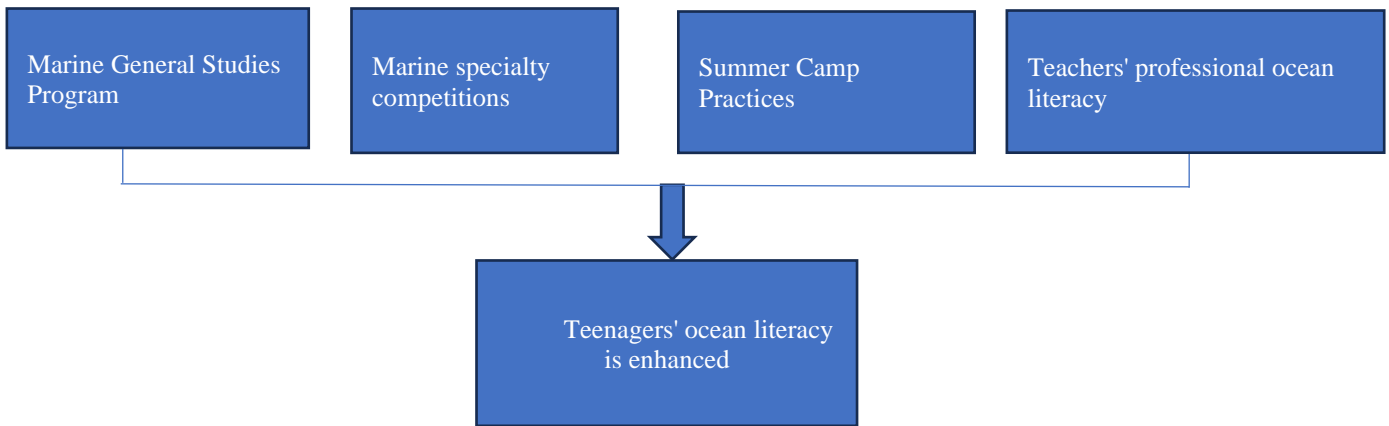 Marine General Studies
Program
Marine specialty
competitions
Summer Camp
Practices
Teachers' professional ocean
literacy
Teenagers' ocean literacy
is enhanced